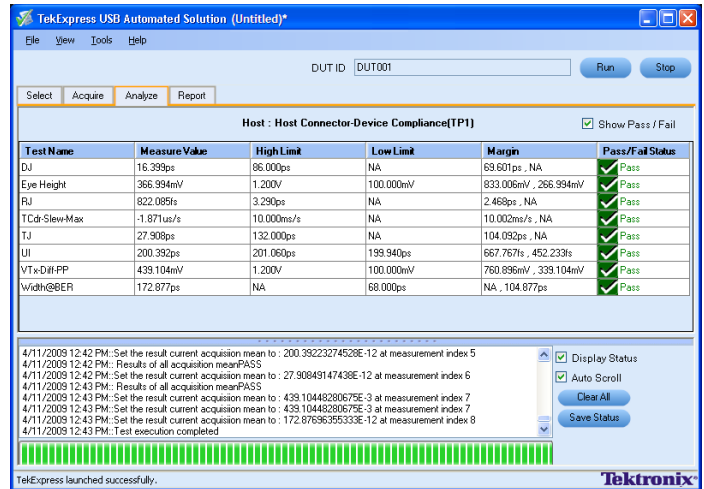 TekExpress USB Automated Solution (Untitled)*
File View Tools Help
DUT ID DUT001 Run Stop
Select Acquire Analyze Report
Host : Host Connector-Device Compliance(TP1) Show Pass / Fail
Test Name Measure Value High Limit Low Limit Margin Pass/Fail Status
DJ 16.399ps 86.000ps NA 69.601ps , NA Pass
Eye Height 366.994mV 1.200V 100.000mV 833.006mV , 266.994mV Pass
RJ 822.085fs 3.290ps NA 2.468ps , NA Pass
TCdr-Slew-Max -1.871us/s 10.000ms/s NA 10.002ms/s , NA Pass
TJ 27.908ps 132.000ps NA 104.092ps , NA Pass
UI 200.392ps 201.060ps 199.940ps 667.767fs , 452.233fs Pass
VTx-Diff-PP 439.104mV 1.200V 100.000mV 760.896mV , 339.104mV Pass
Width@BER 172.877ps NA 68.000ps NA , 104.877ps Pass
4/11/2009 12:42 PM::Set the result current acquisiion mean to : 200.39223274528E-12 at measurement index 5
4/11/2009 12:42 PM:: Results of all acquisition meanPASS
4/11/2009 12:42 PM::Set the result current acquisiion mean to : 27.90849147438E-12 at measurement index 6
4/11/2009 12:43 PM:: Results of all acquisition meanPASS
4/11/2009 12:43 PM::Set the result current acquisiion mean to : 439.10448280675E-3 at measurement index 7
4/11/2009 12:43 PM::Set the result current acquisiion mean to : 439.10448280675E-3 at measurement index 7
4/11/2009 12:43 PM::Set the result current acquisiion mean to : 172.87696355333E-12 at measurement index 8
4/11/2009 12:43 PM::Test execution completed
Display Status
Auto Scroll
Clear All
Save Status
TekExpress launched successfully. Tektronix